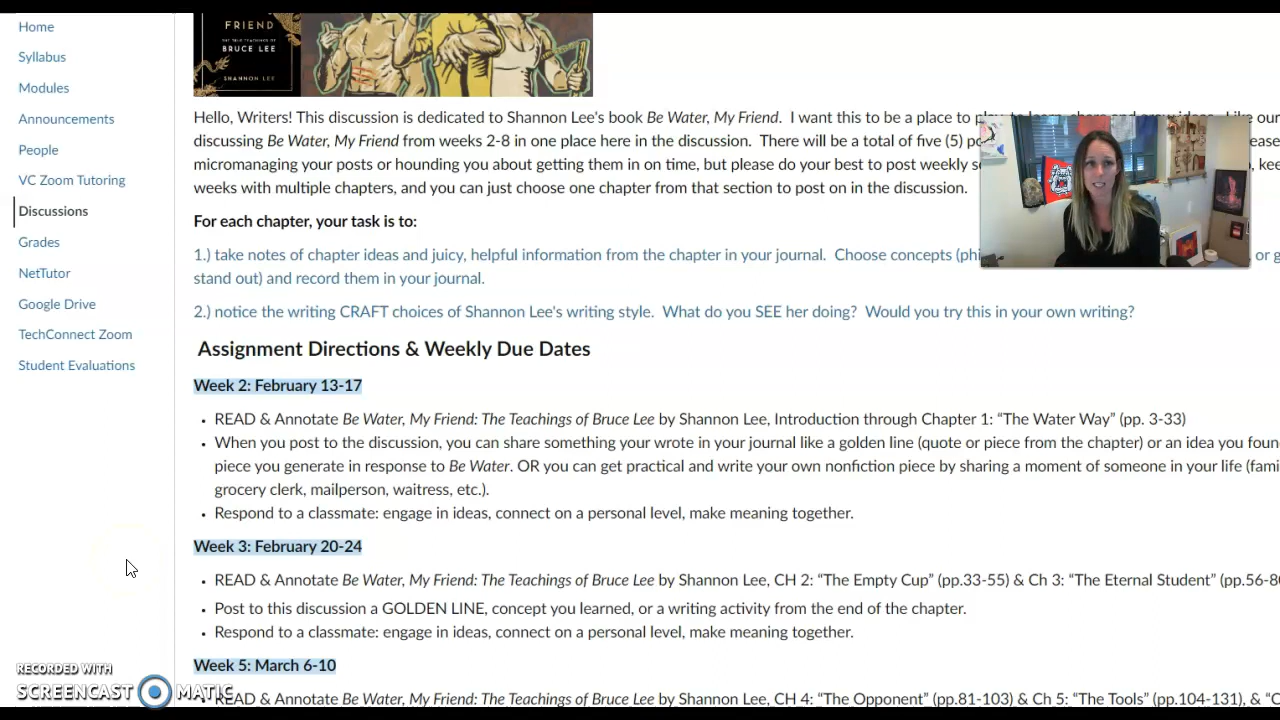 Home
Syllabus
Modules
Announcements
People
VC Zoom Tutoring
Discussions
Grades
NetTutor
Google Drive
TechConnect Zoom
Student Evaluations
FRIEND
THE TRUE TEACHINGS OF
BRUCE LEE
SHANNON LEE
Hello, Writers! This discussion is dedicated to Shannon Lee's book Be Water, My Friend. I want this to be a place to
discussing Be Water, My Friend from weeks 2-8 in one place here in the discussion. There will be a total of five (5)
micromanaging your posts or hounding you about getting them in on time, but please do your best to post weekly
weeks with multiple chapters, and you can just choose one chapter from that section to post on in the discussion.
For each chapter, your task is to:
1.) take notes of chapter ideas and juicy, helpful information from the chapter in your journal. Choose concepts
stand out) and record them in your journal.
2.) notice the writing CRAFT choices of Shannon Lee's writing style. What do you SEE her doing? Would you try this in your own writing?
Assignment Directions & Weekly Due Dates
Week 2: February 13-17
• READ & Annotate Be Water, My Friend: The Teachings of Bruce Lee by Shannon Lee, Introduction through Chapter 1: “The Water Way” (pp. 3-33)
• When you post to the discussion, you can share something your wrote in your journal like a golden line (quote or piece from the chapter) or an idea you
piece you generate in response to Be Water. OR you can get practical and write your own nonfiction piece by sharing a moment of someone in your life
grocery clerk, mailperson, waitress, etc.).
• Respond to a classmate: engage in ideas, connect on a personal level, make meaning together.
Week 3: February 20-24
• READ & Annotate Be Water, My Friend: The Teachings of Bruce Lee by Shannon Lee, CH 2: “The Empty Cup” (pp.33-55) & Ch 3: “The Eternal Student”
• Post to this discussion a GOLDEN LINE, concept you learned, or a writing activity from the end of the chapter.
• Respond to a classmate: engage in ideas, connect on a personal level, make meaning together.
Week 5: March 6-10
• READ & Annotate Be Water, My Friend: The Teachings of Bruce Lee by Shannon Lee, CH 4: “The Opponent” (pp.81-103) & Ch 5: “The Tools” (pp.104-131), &
RECORDED WITH
SCREENCAST MATIC